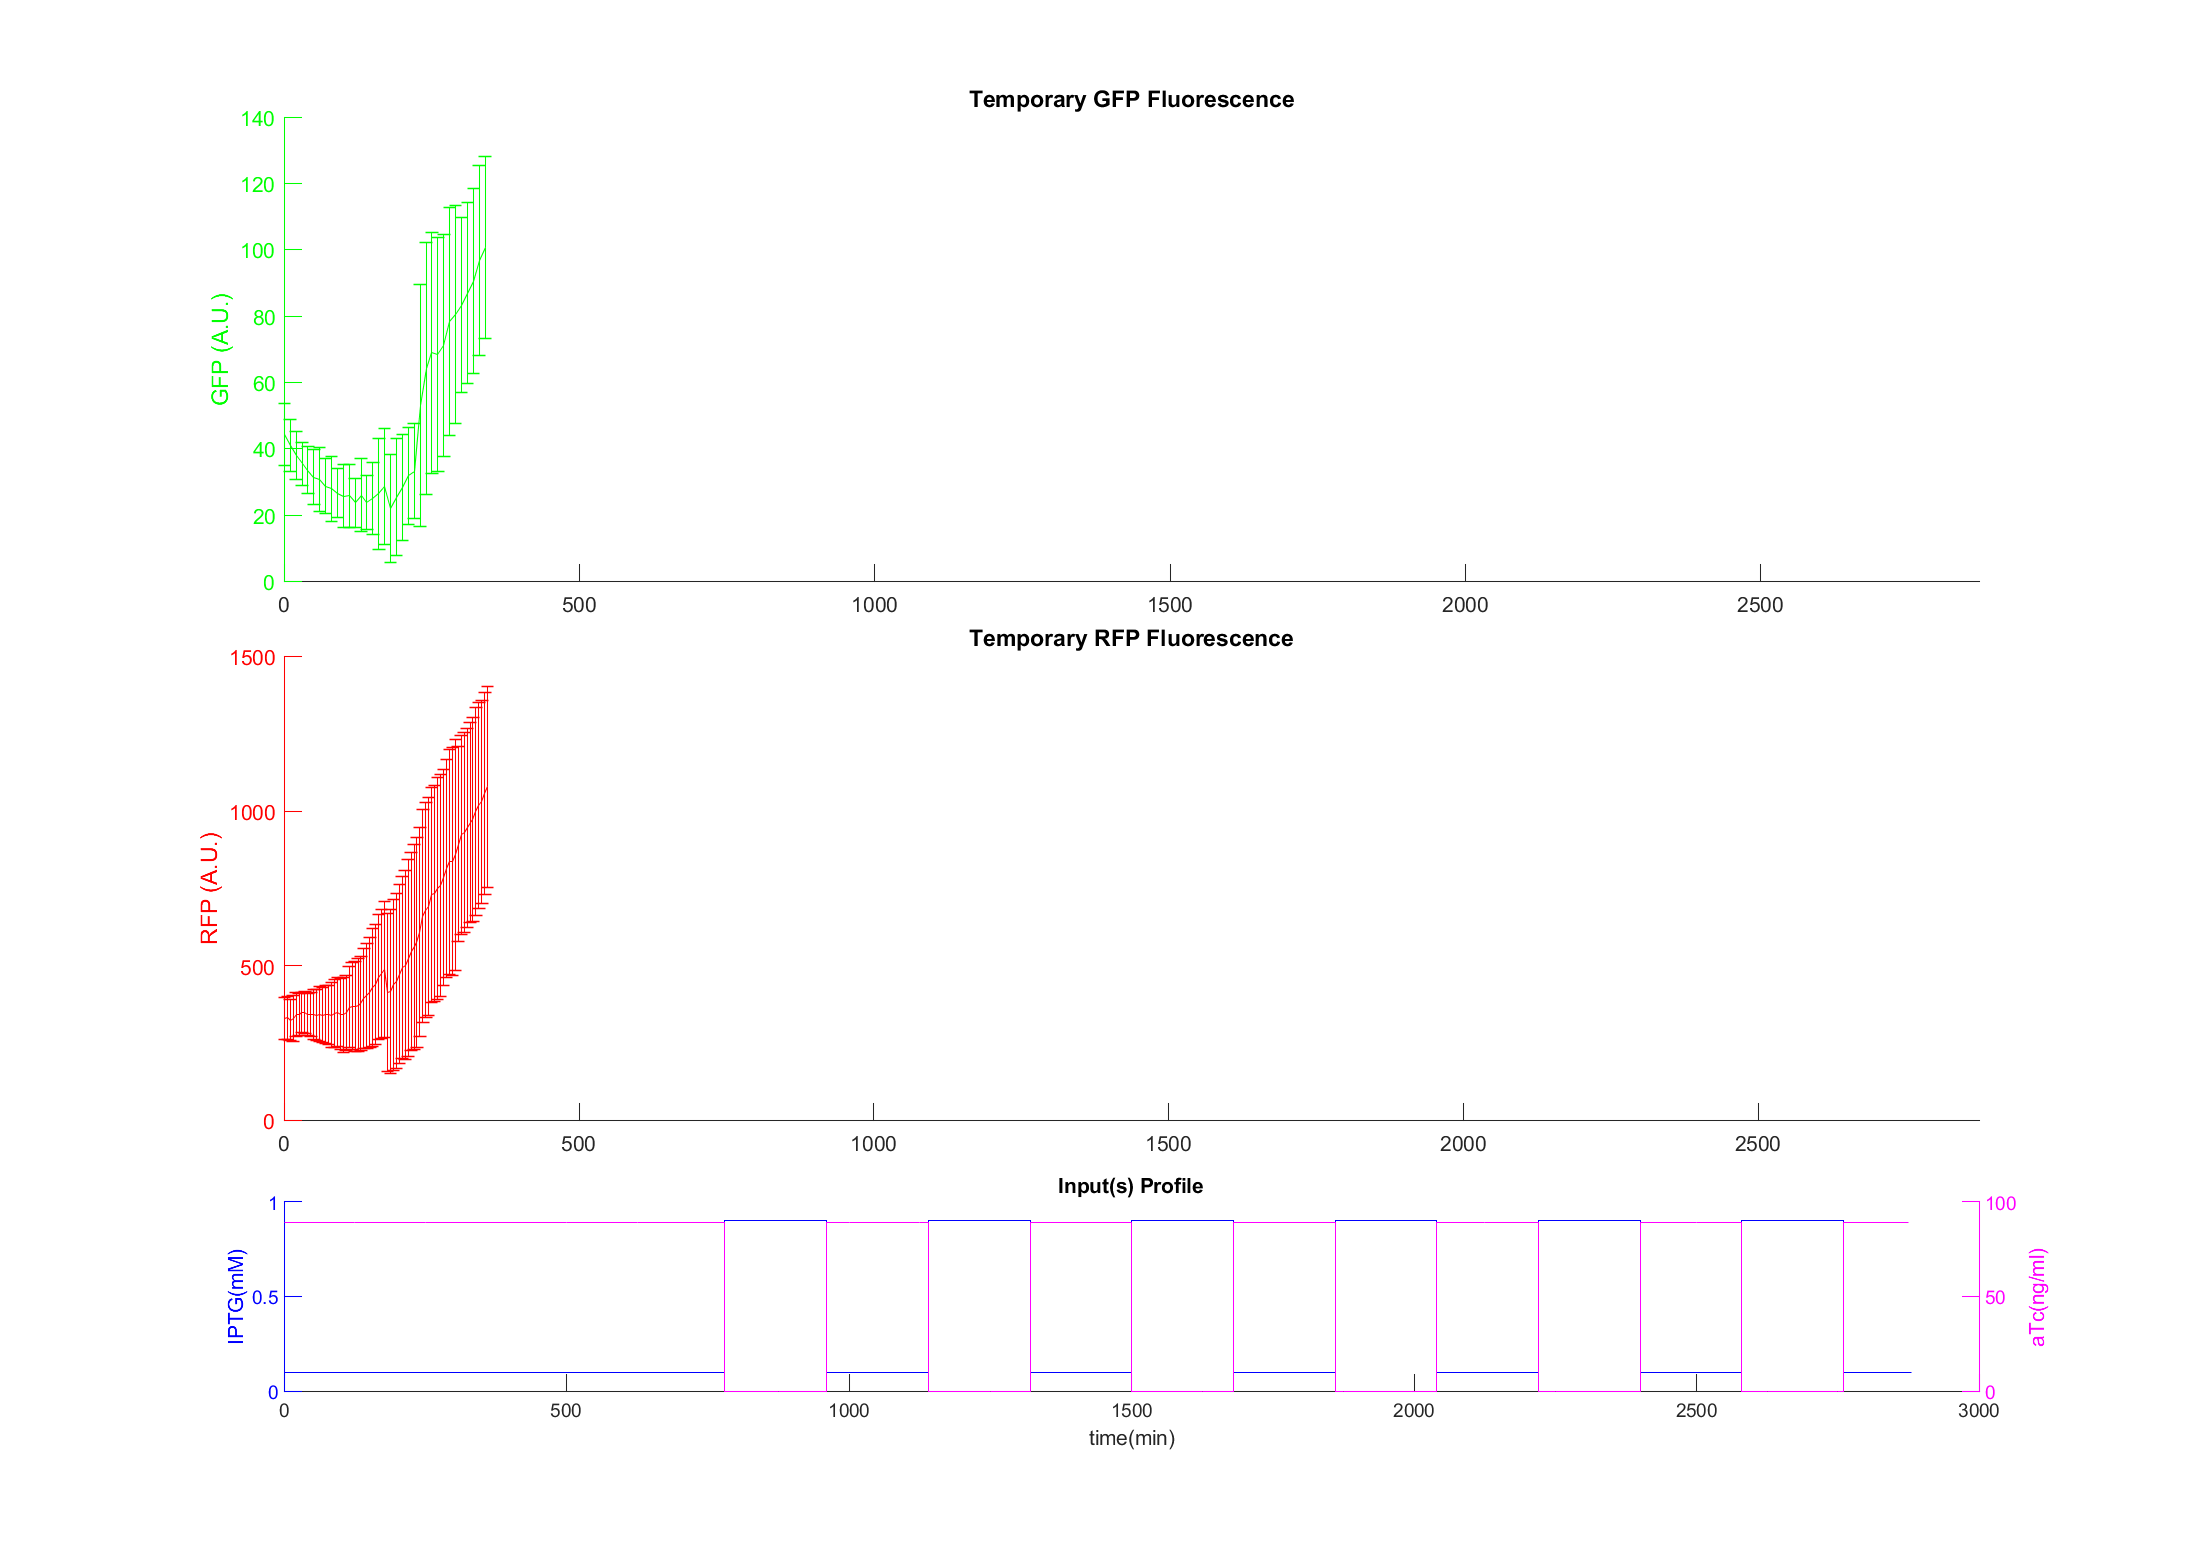 Temporary GFP Fluorescence
140
120
100
80
60
40
20
0
GFP (A.U.)
0 500 1000 1500 2000 2500
Temporary RFP Fluorescence
1500
1000
500
0
RFP (A.U.)
0 500 1000 1500 2000 2500
Input(s) Profile
1
0.5
0
IPTG(mM)
100
50
0
aTc(ng/ml)
0 500 1000 1500 2000 2500 3000
time(min)